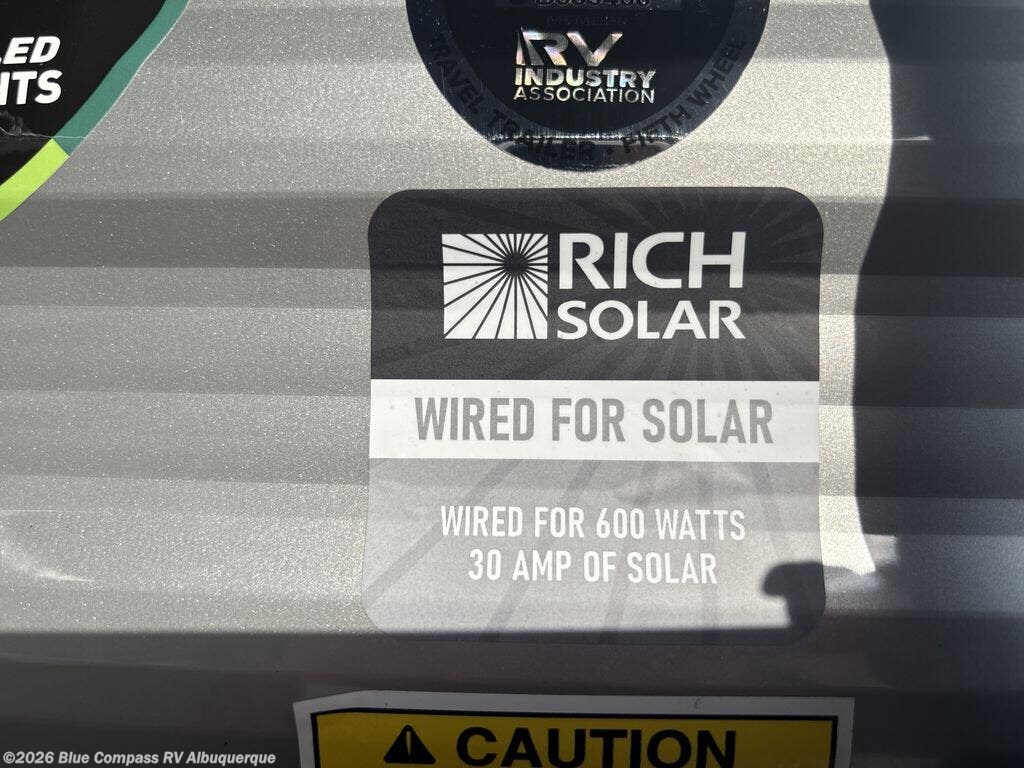 LED
ITS
MEMBER
RV
INDUSTRY
ASSOCIATION
TRAVEL TRAILER • FIFTH WHEEL
RICH
SOLAR
WIRED FOR SOLAR
WIRED FOR 600 WATTS
30 AMP OF SOLAR
CAUTION
©2026 Blue Compass RV Albuquerque